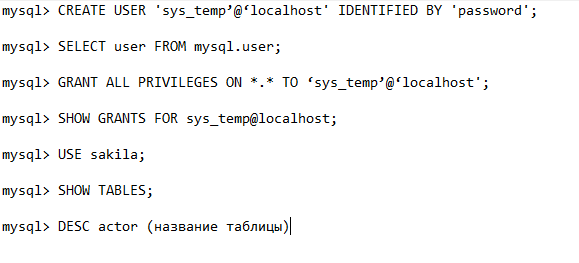 mysql> CREATE USER 'sys_temp’@‘localhost' IDENTIFIED BY 'password';
mysql> SELECT user FROM mysql.user;
mysql> GRANT ALL PRIVILEGES ON *.* TO ‘sys_temp’@‘localhost';
mysql> SHOW GRANTS FOR sys_temp@localhost;
mysql> USE sakila;
mysql> SHOW TABLES;
mysql> DESC actor (название таблицы)